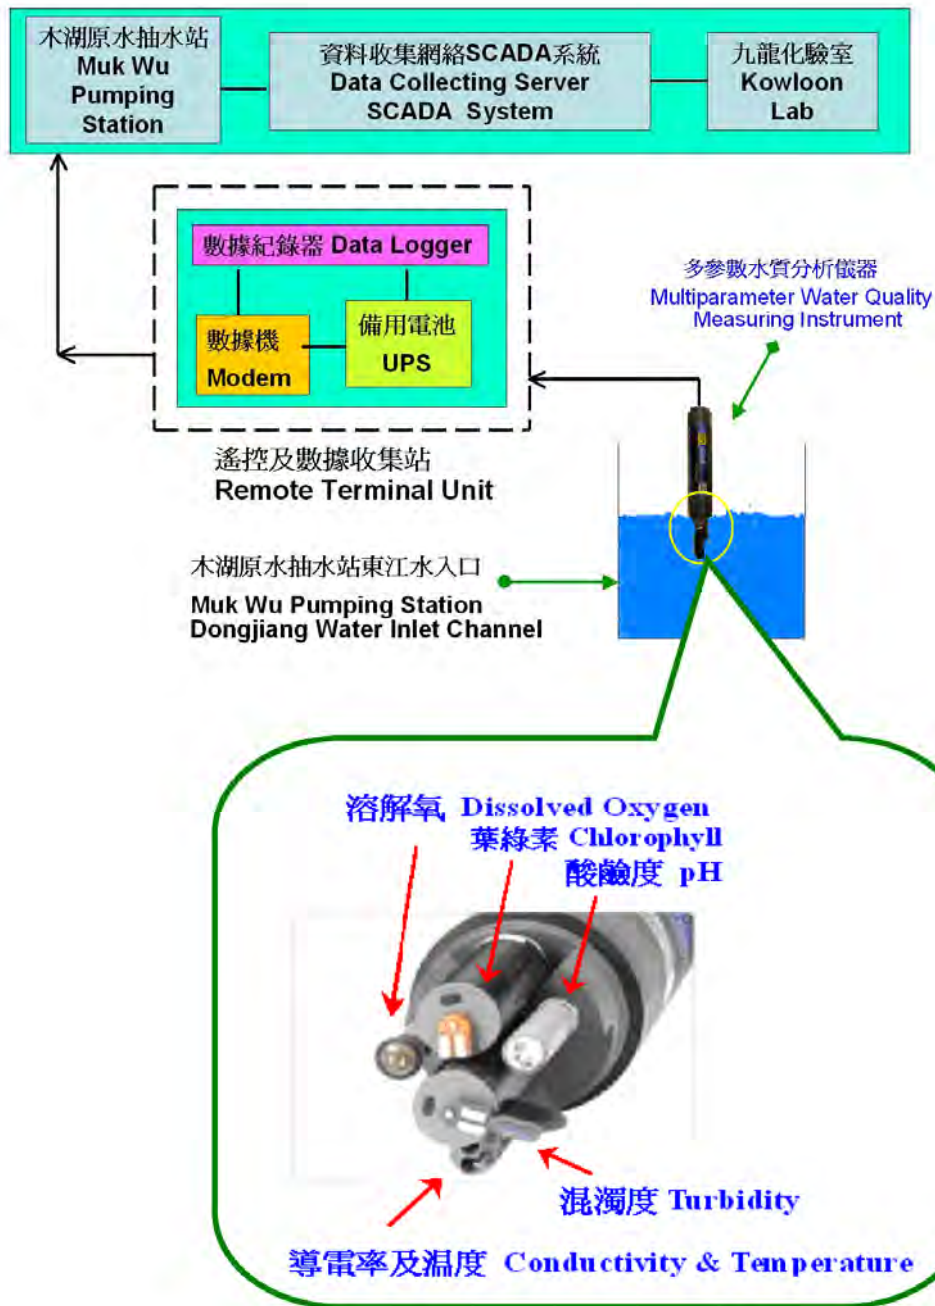 木湖原水抽水站
Muk Wu
Pumping
Station
資料收集網絡SCADA系統
Data Collecting Server
SCADA System
九龍化驗室
Kowloon
Lab
數據紀錄器 Data Logger
數據機
Modem
備用電池
UPS
多參數水質分析儀器
Multiparameter Water Quality
Measuring Instrument
遙控及數據收集站
Remote Terminal Unit
木湖原水抽水站東江水入口
Muk Wu Pumping Station
Dongjiang Water Inlet Channel
溶解氧 Dissolved Oxygen
葉綠素 Chlorophyll
酸鹼度 pH
混濁度 Turbidity
導電率及温度 Conductivity & Temperature